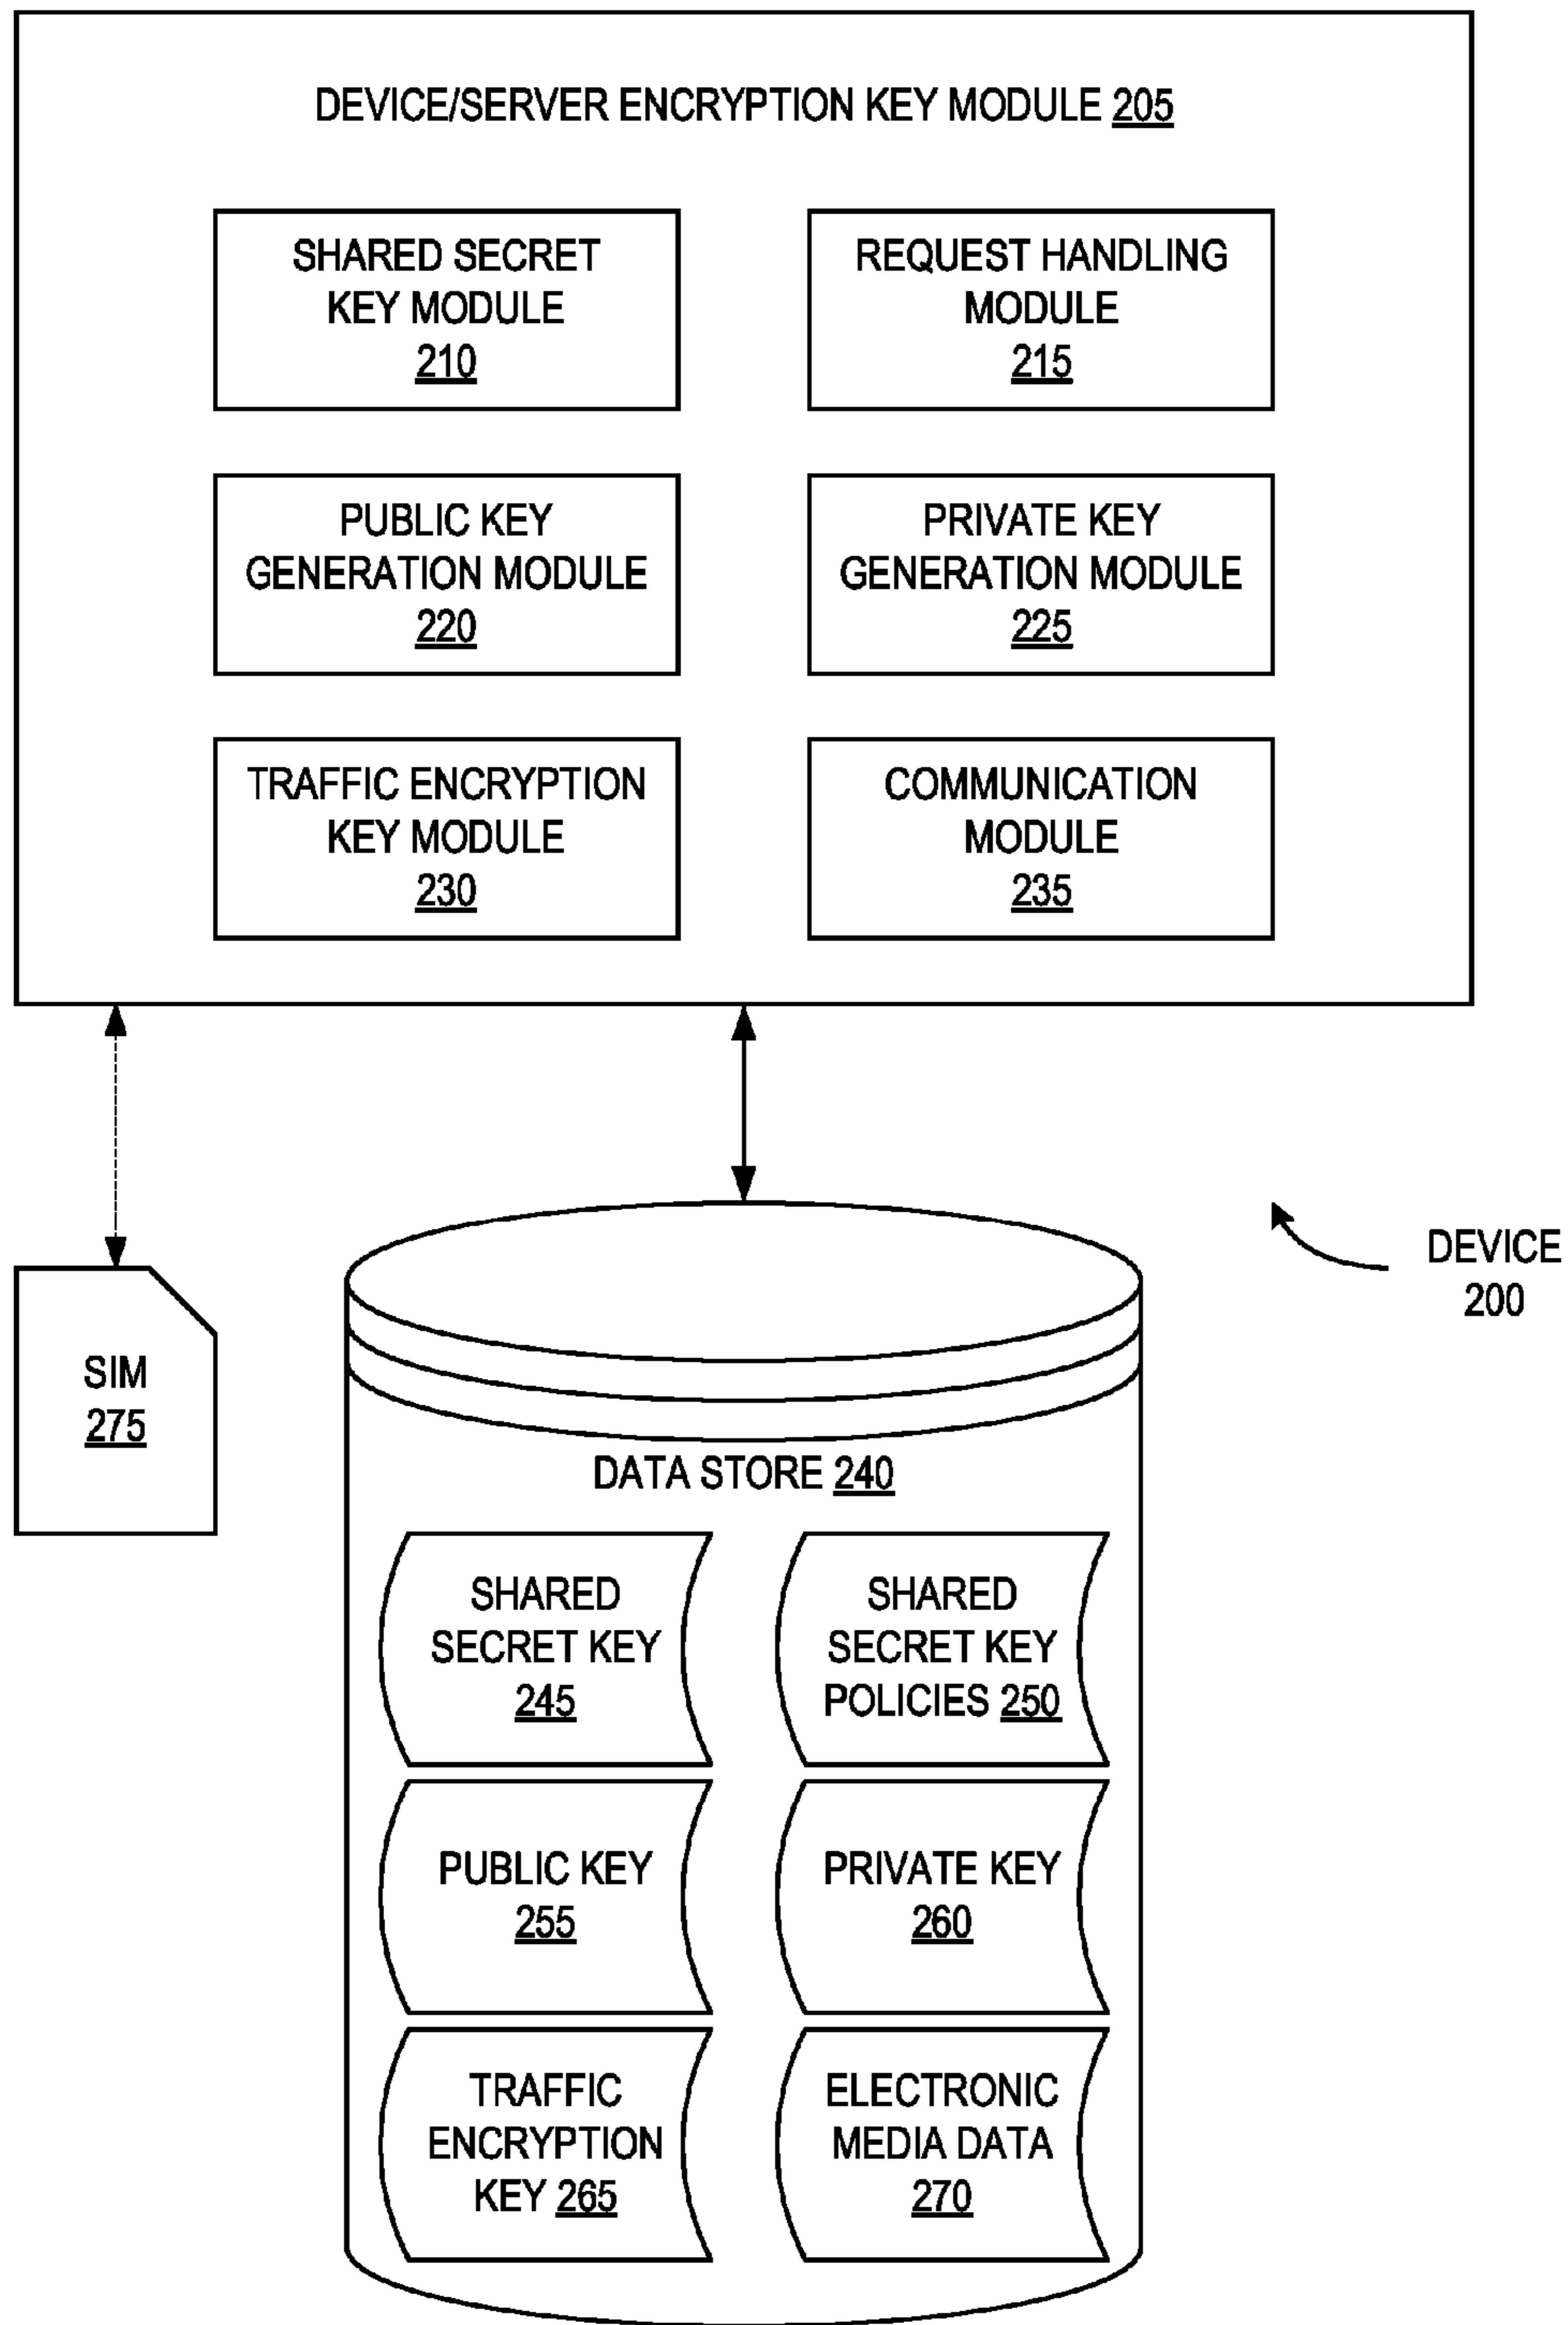 DEVICE/SERVER ENCRYPTION KEY MODULE 205
SHARED SECRET
KEY MODULE
210
REQUEST HANDLING
MODULE
215
PUBLIC KEY
GENERATION MODULE
220
PRIVATE KEY
GENERATION MODULE
225
TRAFFIC ENCRYPTION
KEY MODULE
230
COMMUNICATION
MODULE
235
DEVICE
200
SIM
275
DATA STORE 240
SHARED
SECRET KEY
245
SHARED
SECRET KEY
POLICIES 250
PUBLIC KEY
255
PRIVATE KEY
260
TRAFFIC
ENCRYPTION
KEY 265
ELECTRONIC
MEDIA DATA
270